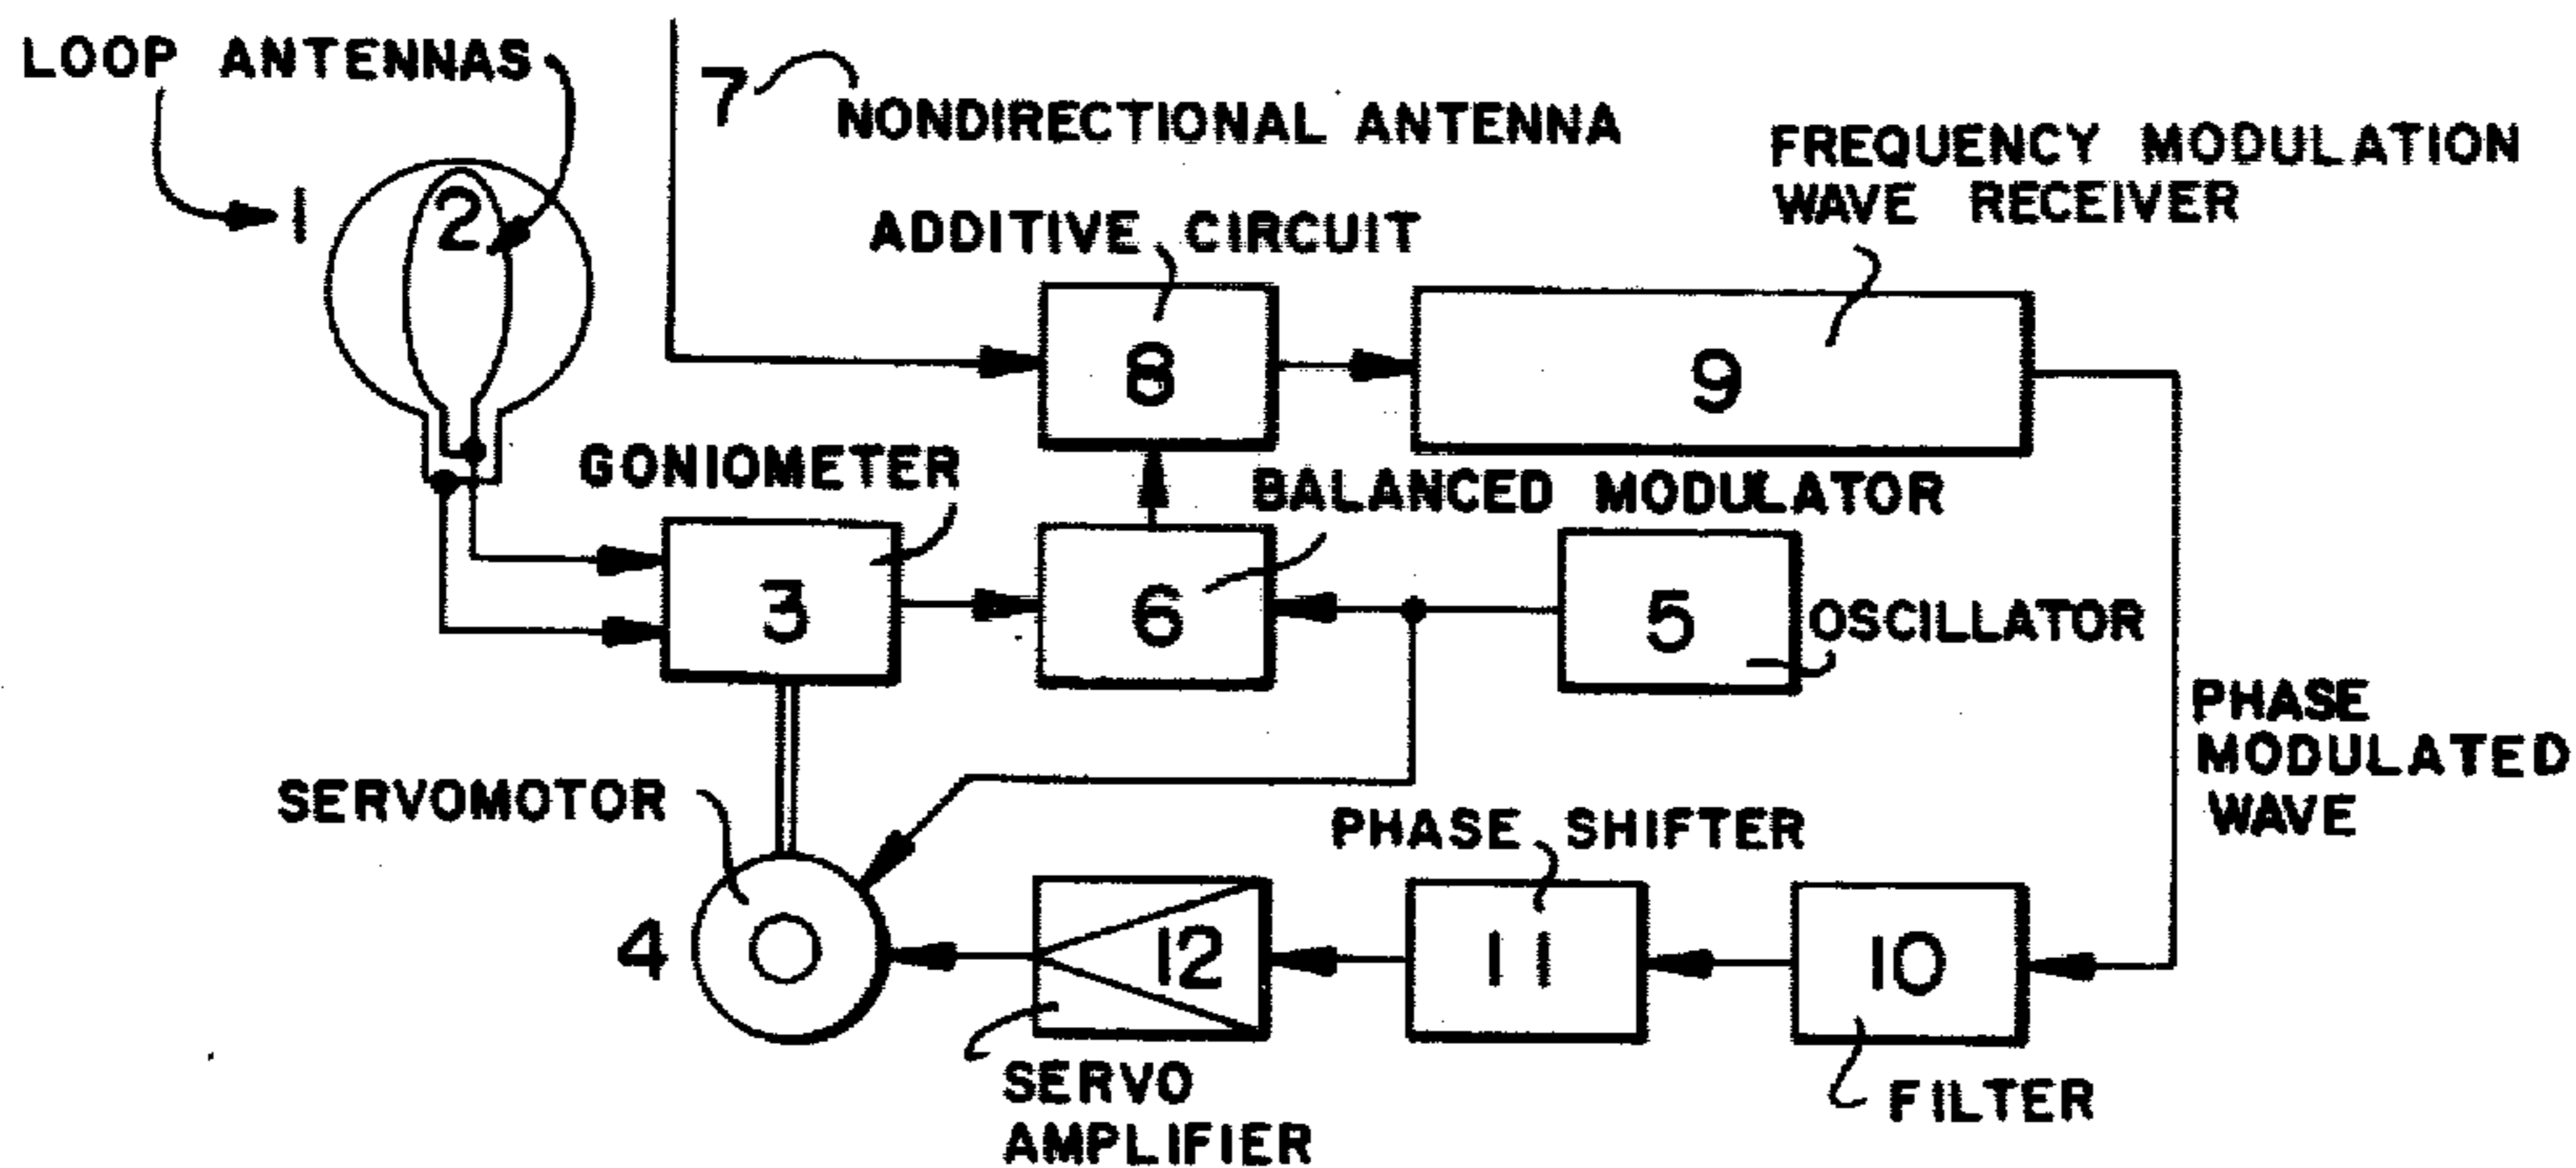 LOOP ANTENNAS
7
NONDIRECTIONAL ANTENNA
FREQUENCY MODULATION
WAVE RECEIVER
1
2
ADDITIVE CIRCUIT
8
9
GONIOMETER
BALANCED MODULATOR
3
6
5
OSCILLATOR
PHASE
MODULATED
WAVE
SERVOMOTOR
PHASE SHIFTER
4
12
11
10
SERVO
AMPLIFIER
FILTER